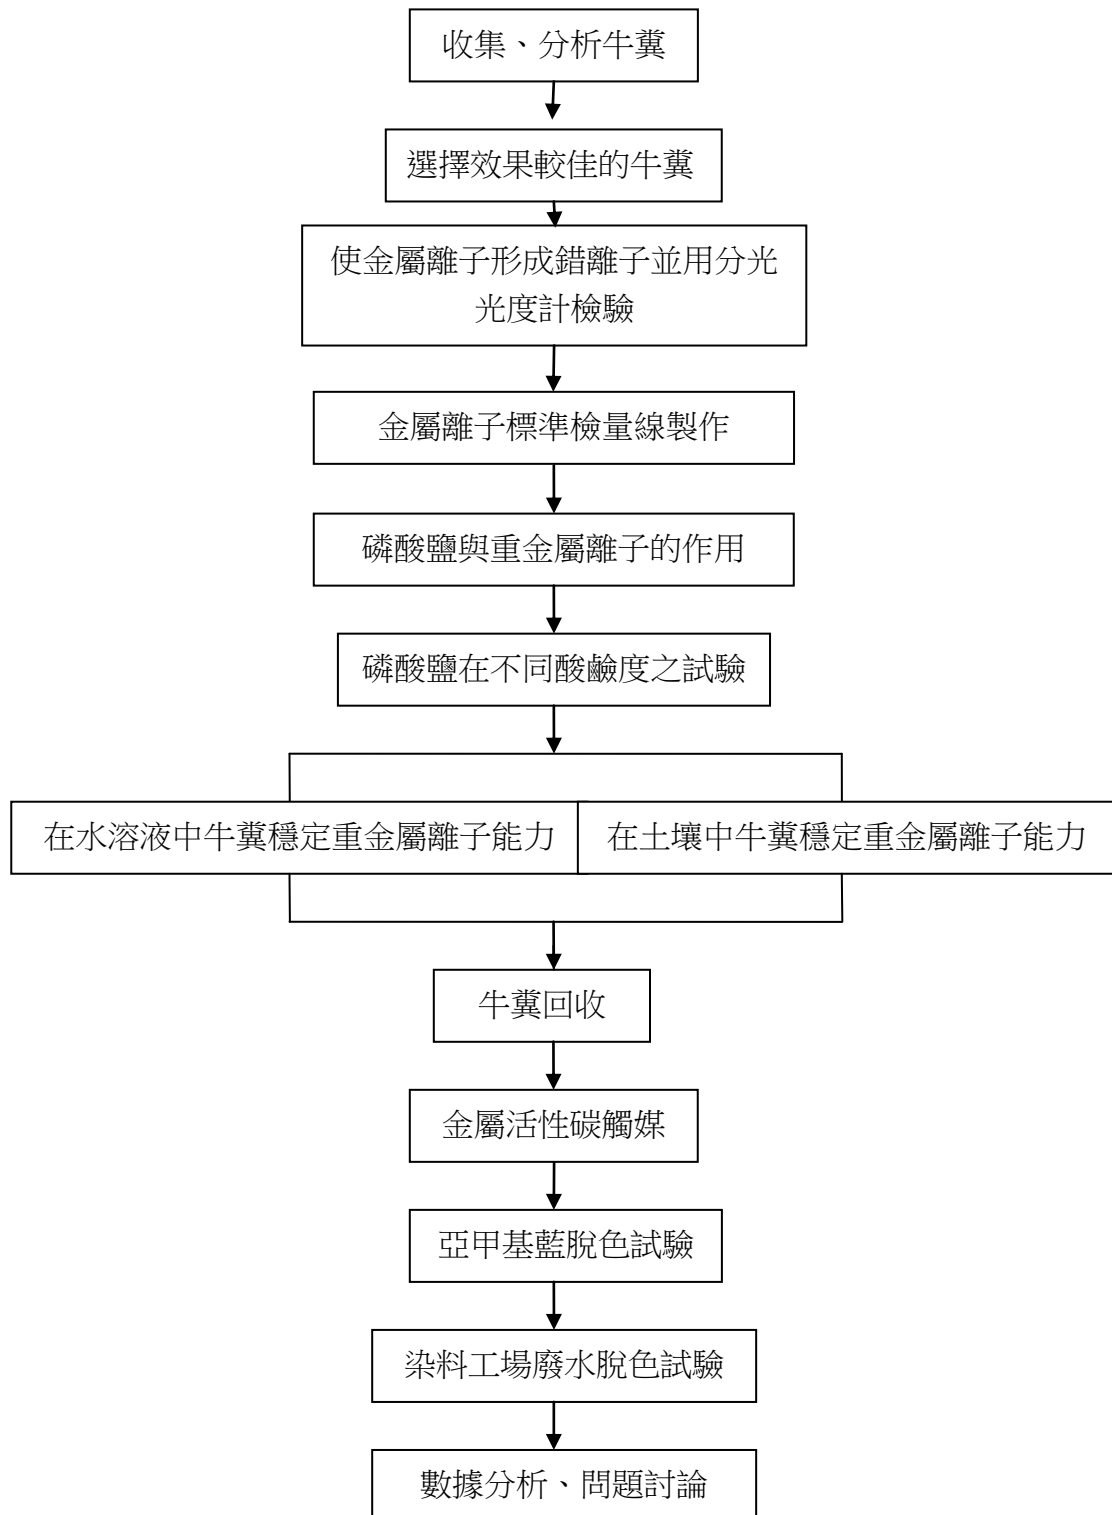 收集、分析牛糞
選擇效果較佳的牛糞
使金屬離子形成錯離子並用分光
光度計檢驗
金屬離子標準檢量線製作
磷酸鹽與重金屬離子的作用
磷酸鹽在不同酸鹼度之試驗
在水溶液中牛糞穩定重金屬離子能力
在土壤中牛糞穩定重金屬離子能力
牛糞回收
金屬活性碳觸媒
亞甲基藍脫色試驗
染料工場廢水脫色試驗
數據分析、問題討論